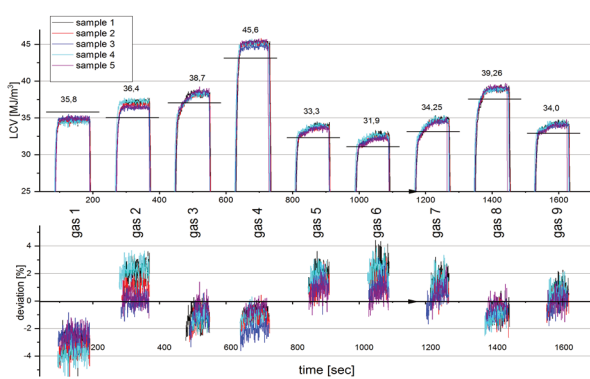 sample 1
sample 2
sample 3
sample 4
sample 5
LCV/ [MJ/m³]
45
40
35
30
25
35,8
36,4
38,7
45,6
33,3
31,9
34,25
39,26
34,0
200 400 600 800 1000 1200 1400 1600
gas 1 gas 2 gas 3 gas 4 gas 5 gas 6 gas 7 gas 8 gas 9
deviation [%]
4
2
0
-2
-4
200 400 600 800 1000 1200 1400 1600
time [sec]